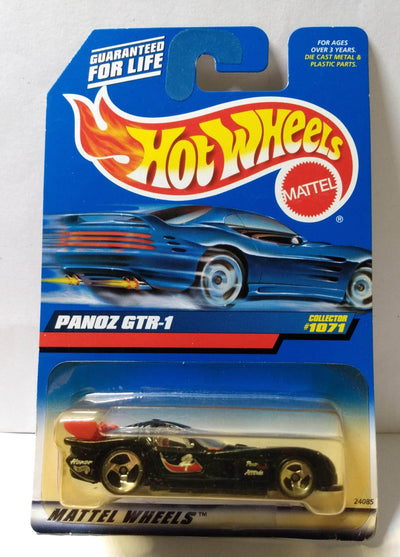 GUARANTEED
FOR LIFE
FOR AGES
OVER 3 YEARS.
DIE CAST METAL &
PLASTIC PARTS.
HOT WHEELS
MATTEL
®
PANOZ GTR-1
COLLECTOR
#1071
MATTEL WHEELS™
24085